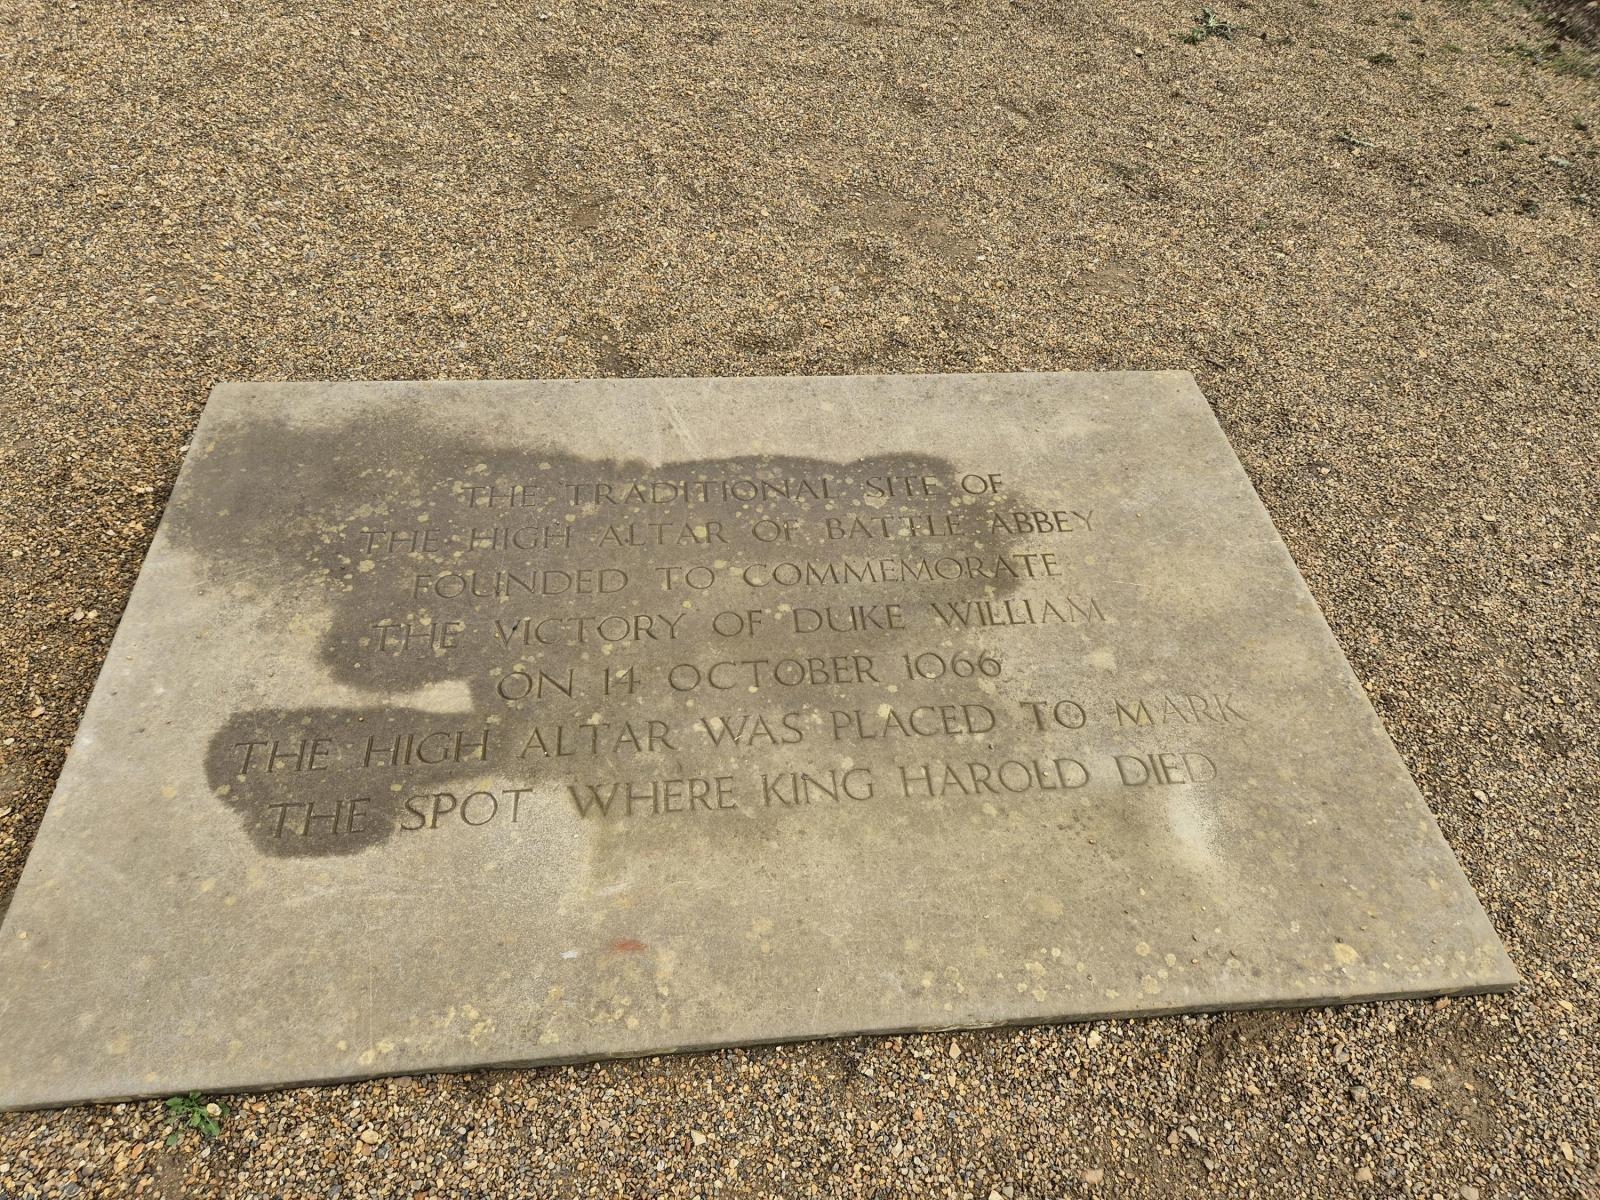 THE TRADITIONAL SITE OF
THE HIGH ALTAR OF BATTLE ABBEY
FOUNDED TO COMMEMORATE
THE VICTORY OF DUKE WILLIAM
ON 14 OCTOBER 1066
THE HIGH ALTAR WAS PLACED TO MARK
THE SPOT WHERE KING HAROLD DIED